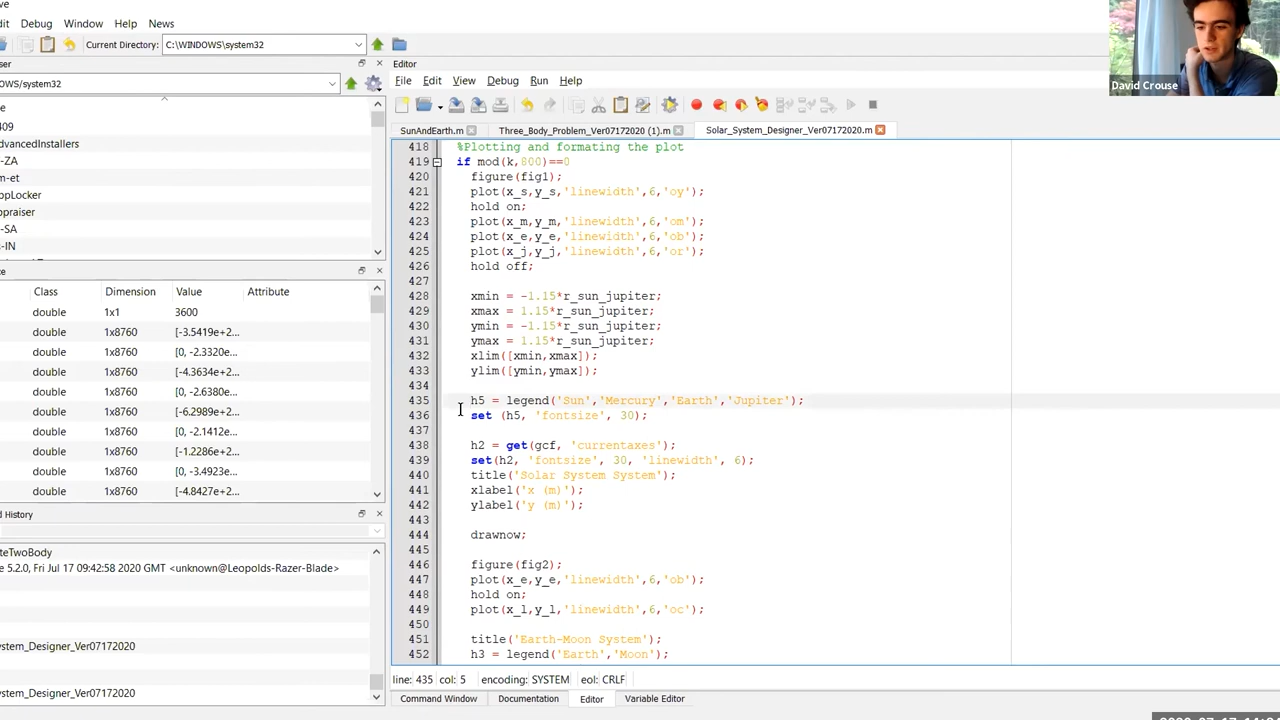 ve
dit Debug Window Help News
Current Directory: C:\WINDOWS\system32
ser
OWS/system32
e
409
dvancedInstallers
-ZA
m-et
ppLocker
ppraiser
-SA
s-IN
ce
Class Dimension Value Attribute
double 1x1 3600
double 1x8760 [-3.5419e+2...
double 1x8760 [0, -2.3320e...
double 1x8760 [-4.3634e+2...
double 1x8760 [0, -2.6380e...
double 1x8760 [-6.2989e+2...
double 1x8760 [-2.1412e...
double 1x8760 [-1.2286e...
double 1x8760 [-3.4923e...
double 1x8760 [-4.8427e...
d History
teTwoBody
e 5.2.0, Fri Jul 17 09:42:58 2020 GMT <unknown@Leopolds-Razer-Blade>
ystem_Designer_Ver07172020
ystem_Designer_Ver07172020
Editor
File Edit View Debug Run Help
SunAndEarth.m Three_Body_Problem_Ver07172020 (1).m Solar_System_Designer_Ver07172020.m
418 %Plotting and formating the plot
419 if mod(k,800)==0
420 figure(fig1);
421 plot(x_s,y_s,'linewidth',6,'oy');
422 hold on;
423 plot(x_m,y_m,'linewidth',6,'om');
424 plot(x_e,y_e,'linewidth',6,'ob');
425 plot(x_j,y_j,'linewidth',6,'or');
426 hold off;
427
428 xmin = -1.15*r_sun_jupiter;
429 xmax = 1.15*r_sun_jupiter;
430 ymin = -1.15*r_sun_jupiter;
431 ymax = 1.15*r_sun_jupiter;
432 xlim([xmin,xmax]);
433 ylim([ymin,ymax]);
434
435 h5 = legend('Sun','Mercury','Earth','Jupiter');
436 set (h5, 'fontsize', 30);
437
438 h2 = get(gcf, 'currentaxes');
439 set(h2, 'fontsize', 30, 'linewidth', 6);
440 title('Solar System System');
441 xlabel('x (m)');
442 ylabel('y (m)');
443
444 drawnow;
445
446 figure(fig2);
447 plot(x_e,y_e,'linewidth',6,'ob');
448 hold on;
449 plot(x_l,y_l,'linewidth',6,'oc');
450
451 title('Earth-Moon System');
452 h3 = legend('Earth','Moon');
line: 435 col: 5 encoding: SYSTEM eol: CRLF
Command Window Documentation Editor Variable Editor
David Crouse